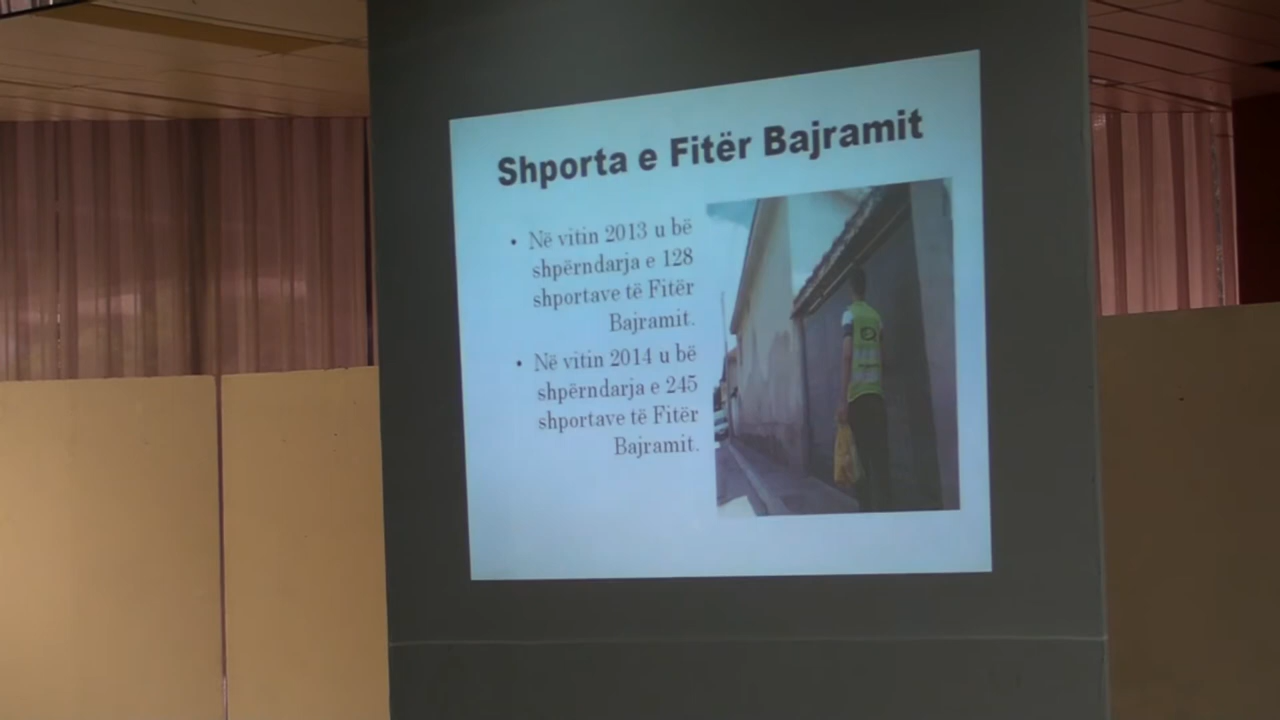 Shporta e Fitër Bajramit
• Në vitin 2013 u bë
shpërndarja e 128
shportave të Fitër
Bajramit.
• Në vitin 2014 u bë
shpërndarja e 245
shportave të Fitër
Bajramit.